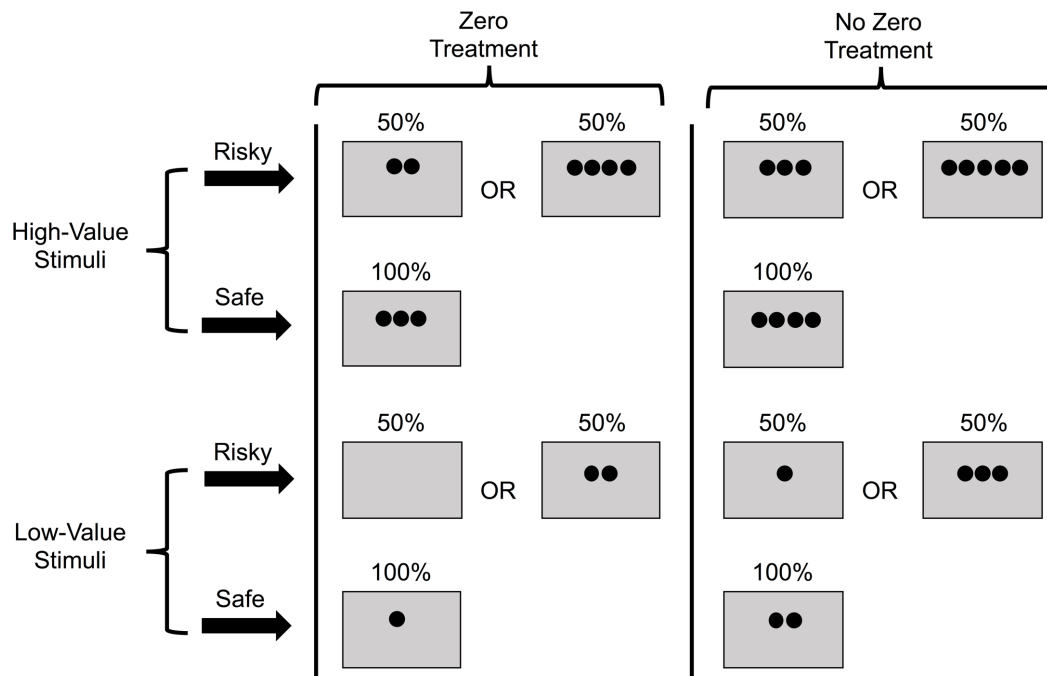 Zero
Treatment
No Zero
Treatment
50%
50%
50%
50%
Risky
OR
OR
High-Value
Stimuli
100%
100%
Safe
50%
50%
50%
50%
Risky
OR
OR
Low-Value
Stimuli
100%
100%
Safe